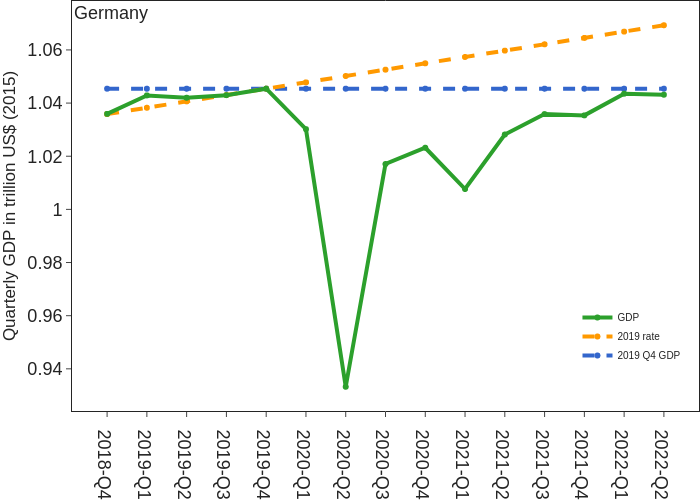 Germany
Quarterly GDP in trillion US$ (2015)
1.06
1.04
1.02
1
0.98
0.96
0.94
GDP
2019 rate
2019 Q4 GDP
2018-Q4
2019-Q1
2019-Q2
2019-Q3
2019-Q4
2020-Q1
2020-Q2
2020-Q3
2020-Q4
2021-Q1
2021-Q2
2021-Q3
2021-Q4
2022-Q1
2022-Q2